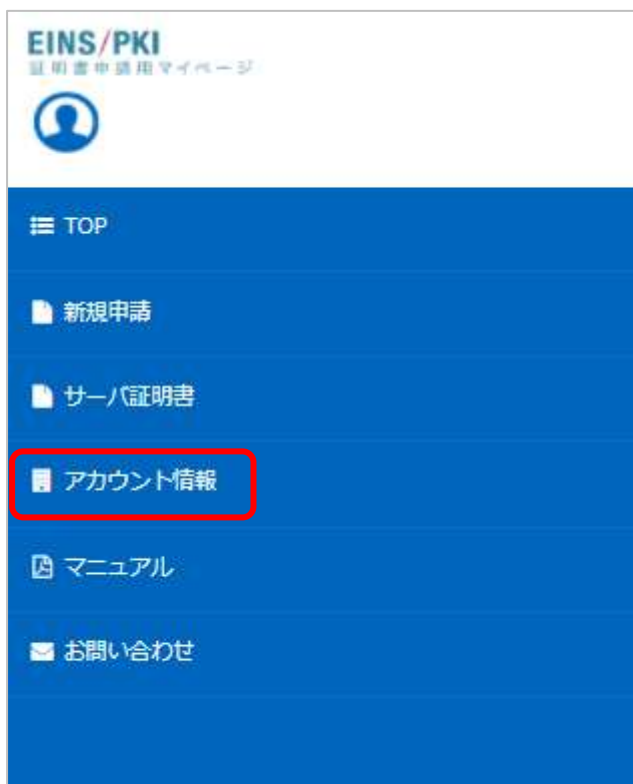 EINS/PKI
証明書申請用マイページ
TOP
新規申請
サーバ証明書
アカウント情報
マニュアル
お問い合わせ